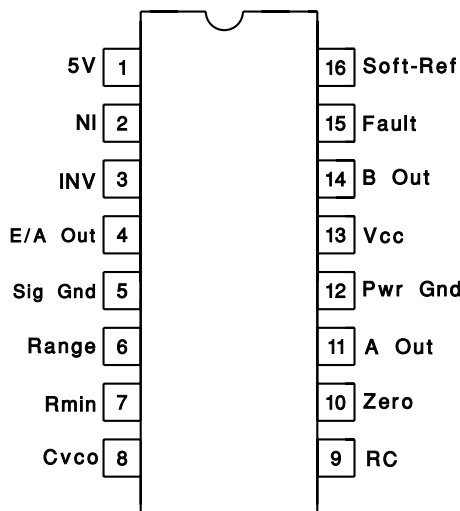 5V 1 16 Soft-Ref
NI 2 15 Fault
INV 3 14 B Out
E/A Out 4 13 Vcc
Sig Gnd 5 12 Pwr Gnd
Range 6 11 A Out
Rmin 7 10 Zero
Cvco 8 9 RC